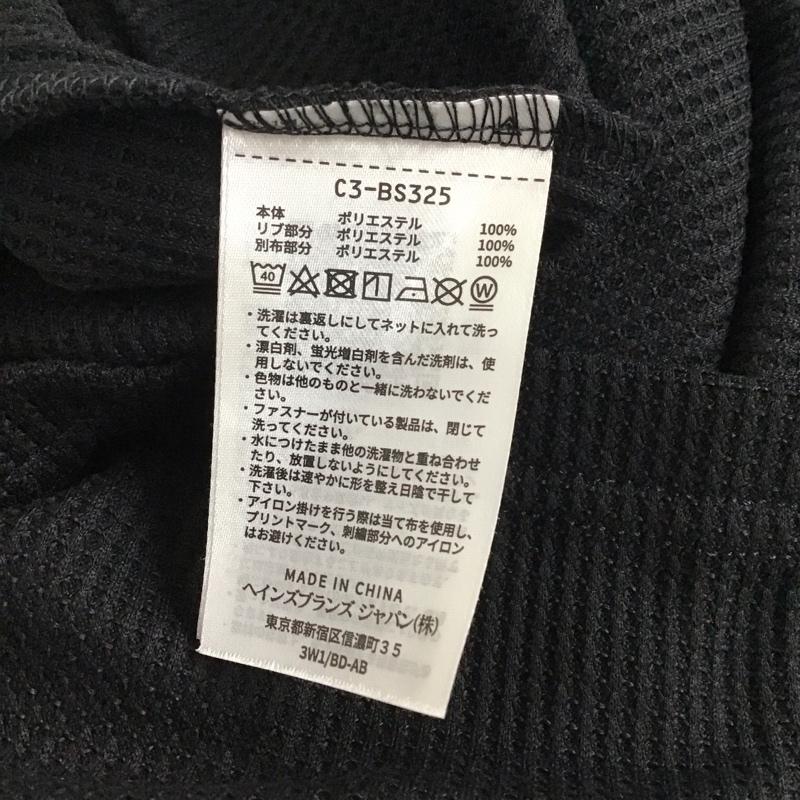 C3-BS325
本体 ポリエステル 100%
リブ部分 ポリエステル 100%
別布部分 ポリエステル 100%
40 W
・洗濯は裏返しにしてネットに入れて洗っ
てください。
・漂白剤、蛍光増白剤を含んだ洗剤は、使
用しないでください。
・色物は他のものと一緒に洗わないでくだ
さい。
・ファスナーが付いている製品は、閉じて
洗ってください。
・水につけたまま他の洗濯物と重ね合わせ
たり、放置しないようにしてください。
・洗濯後は速やかに形を整え日陰で干して
下さい。
・アイロン掛けを行う際は当て布を使用し、
プリントマーク、刺繍部分へのアイロン
はお避けください。
MADE IN CHINA
ヘインズブランズ ジャパン(株)
東京都新宿区信濃町35
3W1/BD-AB